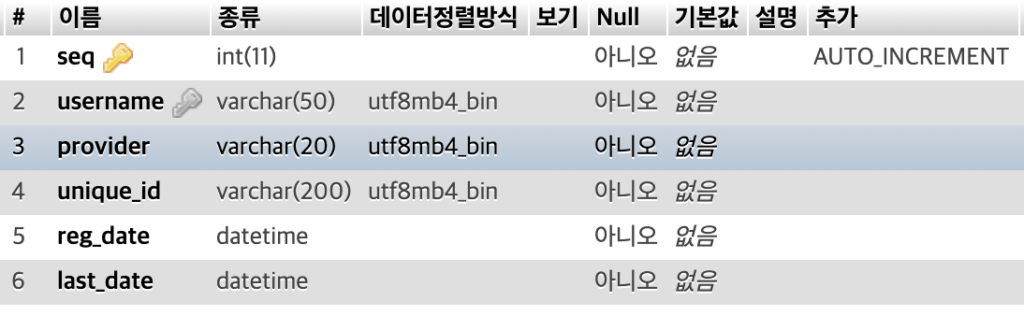 # 이름 종류 데이터정렬방식 보기 Null 기본값 설명 추가
1 seq int(11) 아니오 없음 AUTO_INCREMENT
2 username varchar(50) utf8mb4_bin 아니오 없음
3 provider varchar(20) utf8mb4_bin 아니오 없음
4 unique_id varchar(200) utf8mb4_bin 아니오 없음
5 reg_date datetime 아니오 없음
6 last_date datetime 아니오 없음